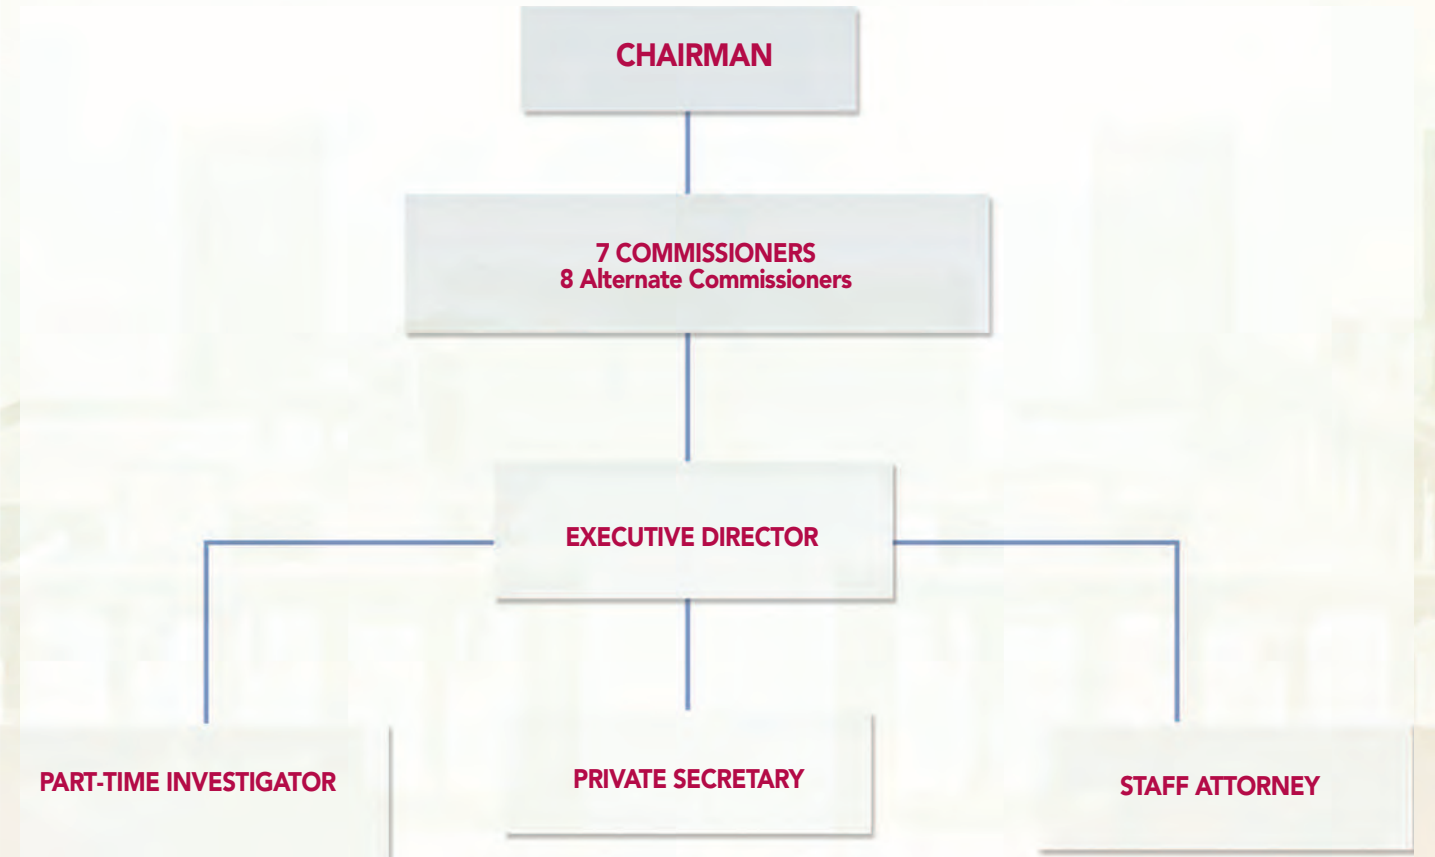 CHAIRMAN
7 COMMISSIONERS
8 Alternate Commissioners
EXECUTIVE DIRECTOR
PART-TIME INVESTIGATOR
PRIVATE SECRETARY
STAFF ATTORNEY